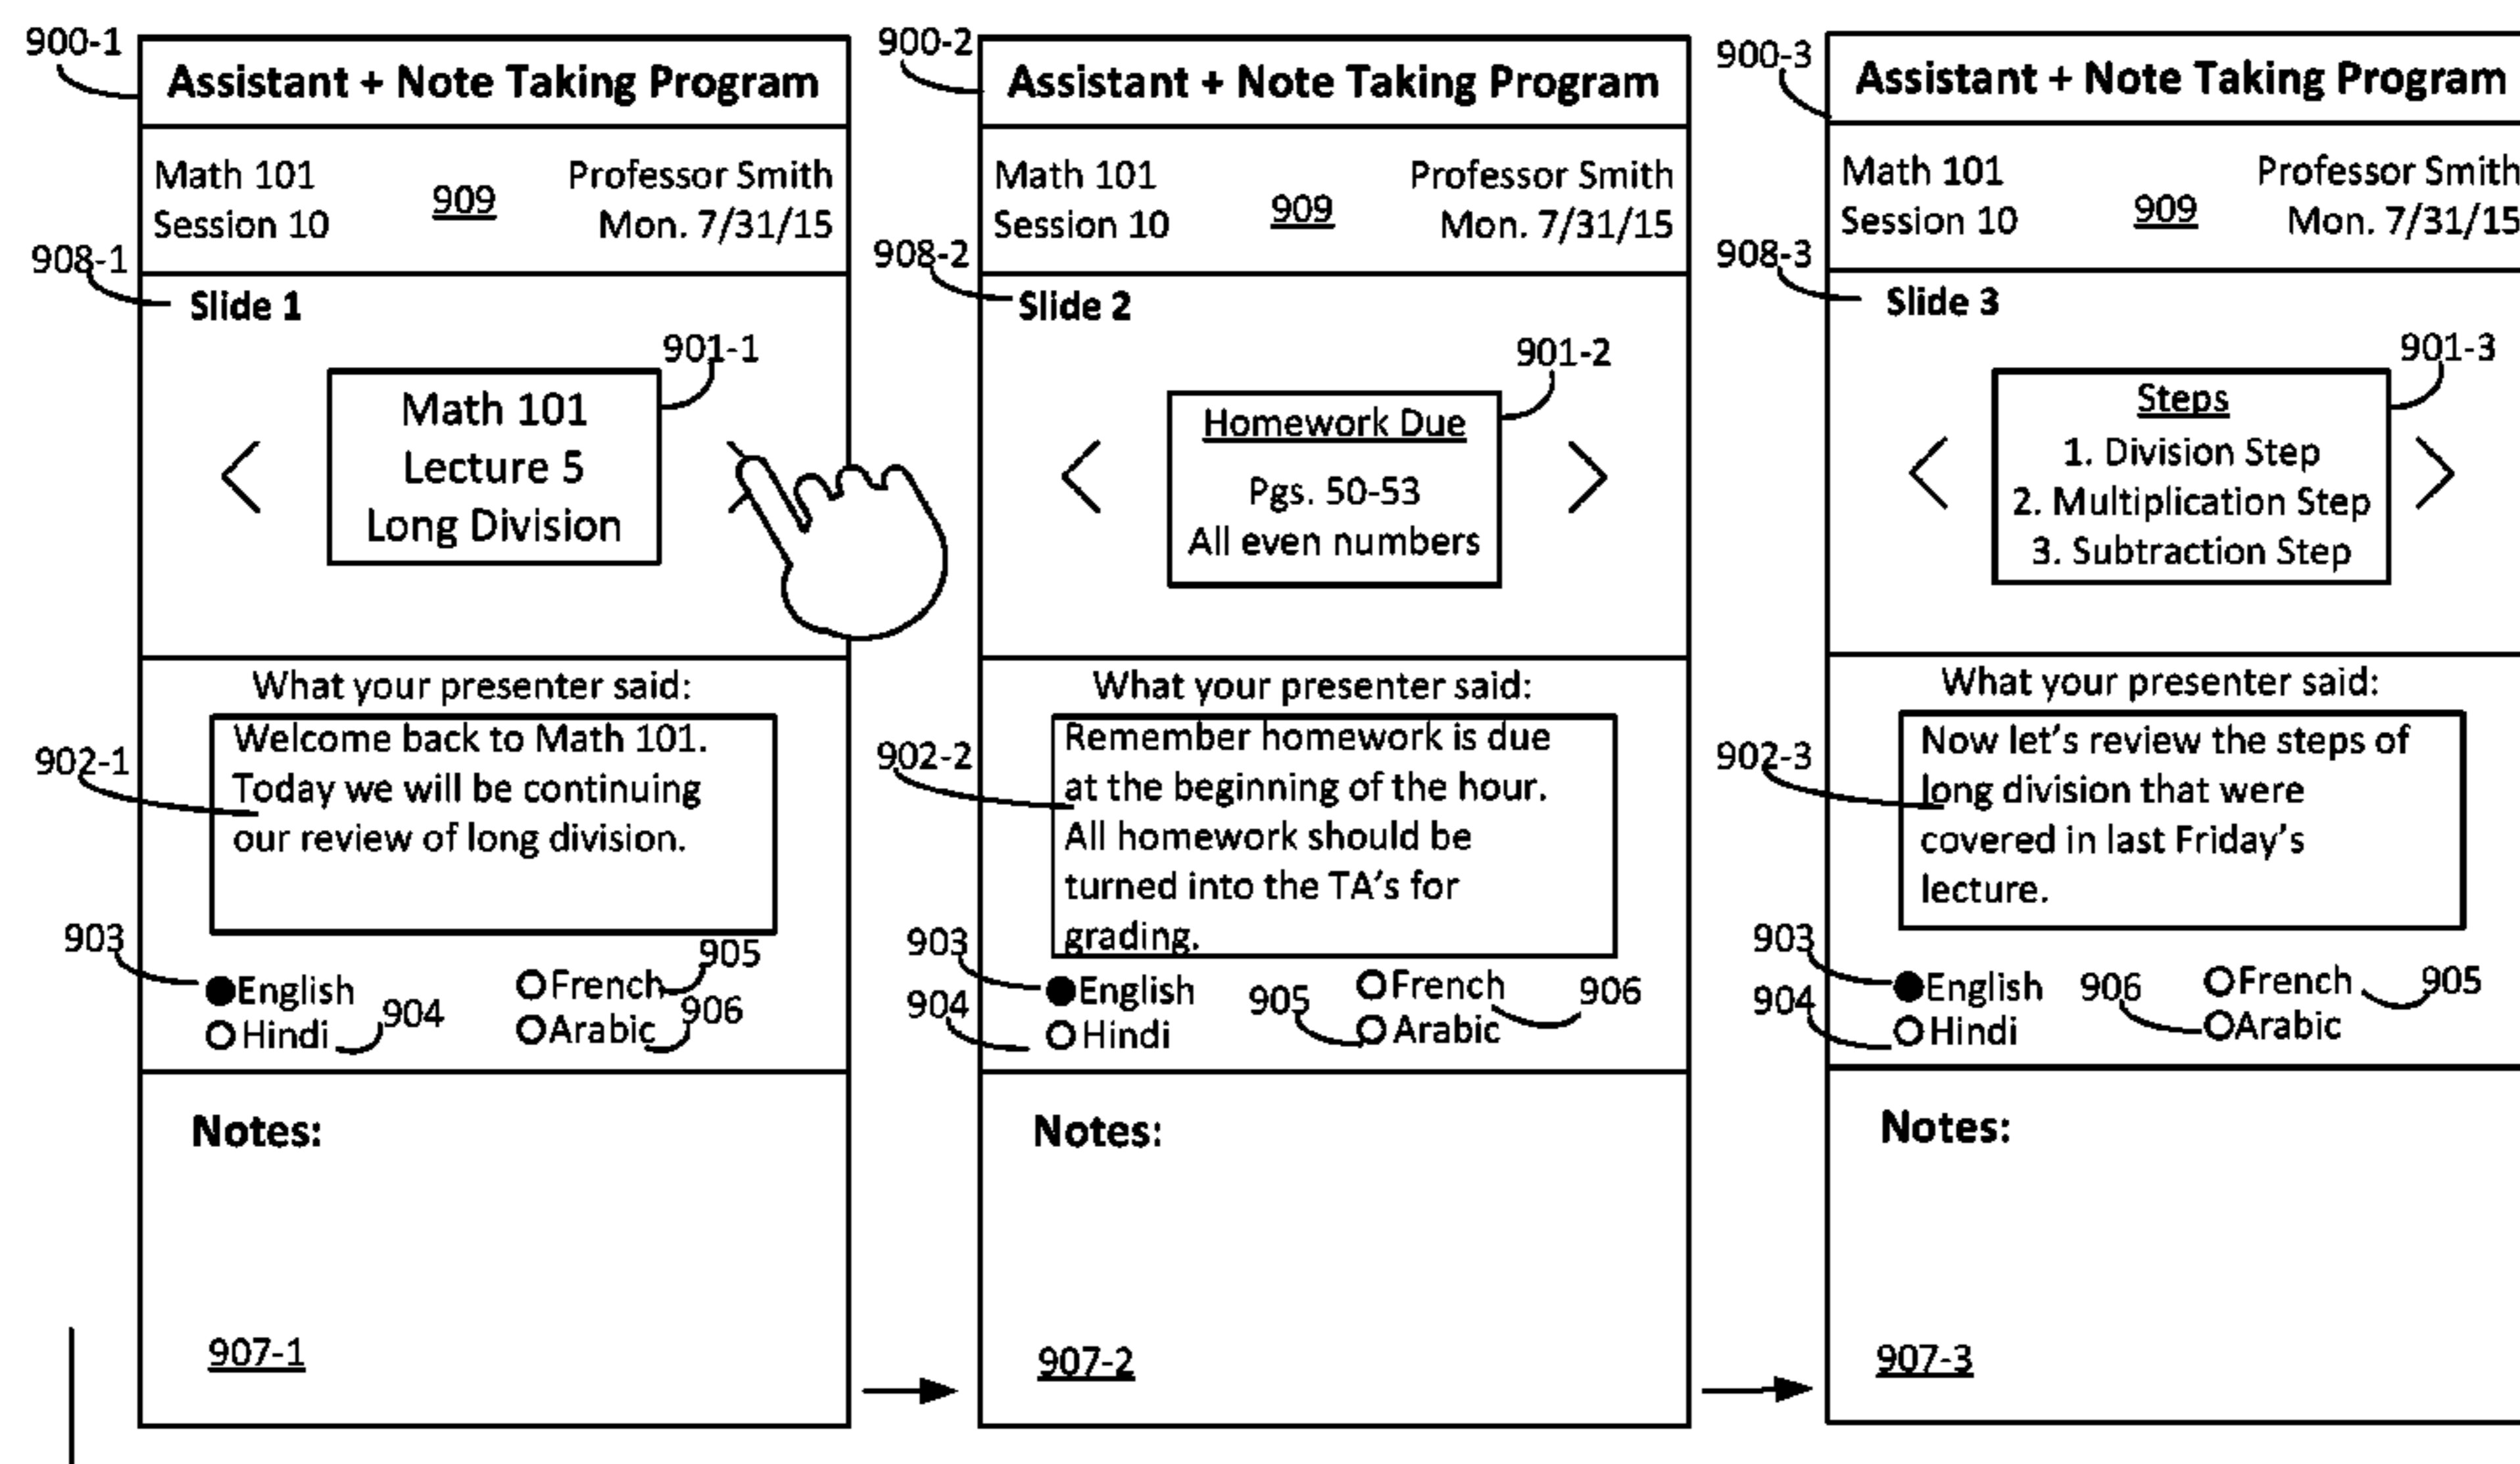 900-1
Assistant + Note Taking Program
Math 101
Professor Smith
909
Session 10
Mon. 7/31/15
908-1
Slide 1
901-1
Math 101
Lecture 5
Long Division
What your presenter said:
Welcome back to Math 101.
902-1
Today we will be continuing
our review of long division.
903
905
English
French
904
906
Hindi
Arabic
Notes:
907-1
900-2
Assistant + Note Taking Program
Math 101
Professor Smith
909
Session 10
Mon. 7/31/15
908-2
Slide 2
901-2
Homework Due
Pgs. 50-53
All even numbers
What your presenter said:
Remember homework is due
902-2
at the beginning of the hour.
All homework should be
turned into the TA's for
grading.
903
English
French
904
905
906
Hindi
Arabic
Notes:
907-2
900-3
Assistant + Note Taking Program
Math 101
Professor Smith
909
Session 10
Mon. 7/31/15
908-3
Slide 3
901-3
Steps
1. Division Step
2. Multiplication Step
3. Subtraction Step
What your presenter said:
Now let's review the steps of
902-3
long division that were
covered in last Friday's
lecture.
903
English
906
French
905
904
Hindi
Arabic
Notes:
907-3